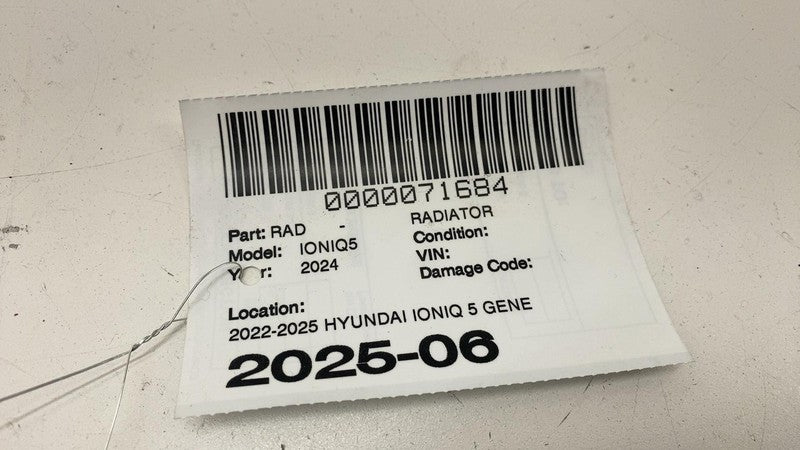 0000071684
Part: RAD - RADIATOR
Model: IONIQ5 Condition:
Year: 2024 VIN:
Damage Code:
Location:
2022-2025 HYUNDAI IONIQ 5 GENE
2025-06